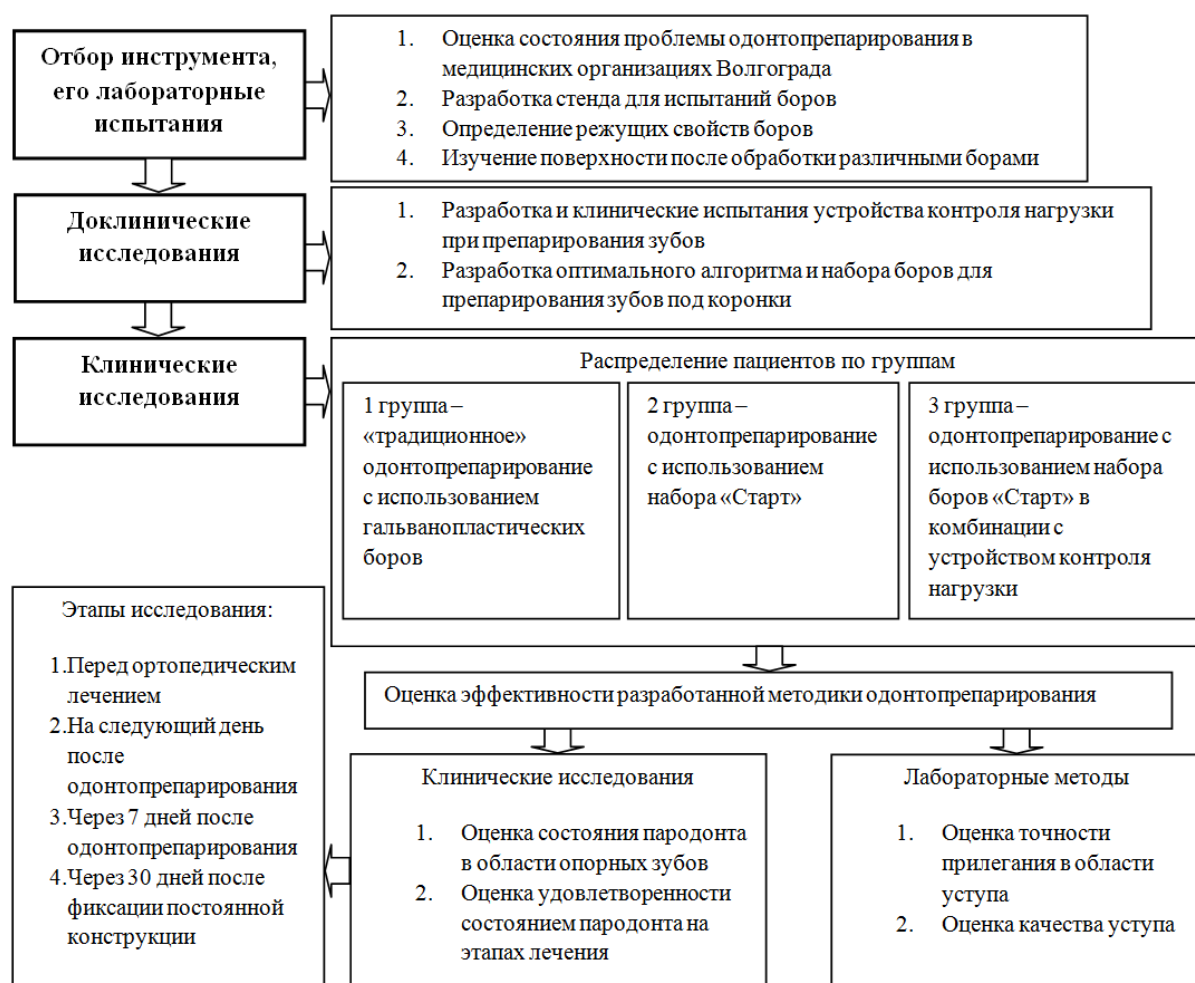 Отбор инструмента,
его лабораторные
испытания
1. Оценка состояния проблемы одонтопрепарирования в
медицинских организациях Волгограда
2. Разработка стенда для испытаний боров
3. Определение режущих свойств боров
4. Изучение поверхности после обработки различными борами
Доклинические
исследования
1. Разработка и клинические испытания устройства контроля нагрузки
при препарирования зубов
2. Разработка оптимального алгоритма и набора боров для
препарирования зубов под коронки
Клинические
исследования
Распределение пациентов по группам
1 группа –
«традиционное»
одонтопрепарирование
с использованием
гальванопластических
боров
2 группа –
одонтопрепарирование
с использованием
набора «Старт»
3 группа –
одонтопрепарирование с
использованием набора
боров «Старт» в
комбинации с
устройством контроля
нагрузки
Оценка эффективности разработанной методики одонтопрепарирования
Этапы исследования:
1.Перед ортопедическим
лечением
2.На следующий день
после
одонтопрепарирования
3.Через 7 дней после
одонтопрепарирования
4.Через 30 дней после
фиксации постоянной
конструкции
Клинические исследования
1. Оценка состояния пародонта
в области опорных зубов
2. Оценка удовлетворенности
состоянием пародонта на
этапах лечения
Лабораторные методы
1. Оценка точности
прилегания в области
уступа
2. Оценка качества уступа